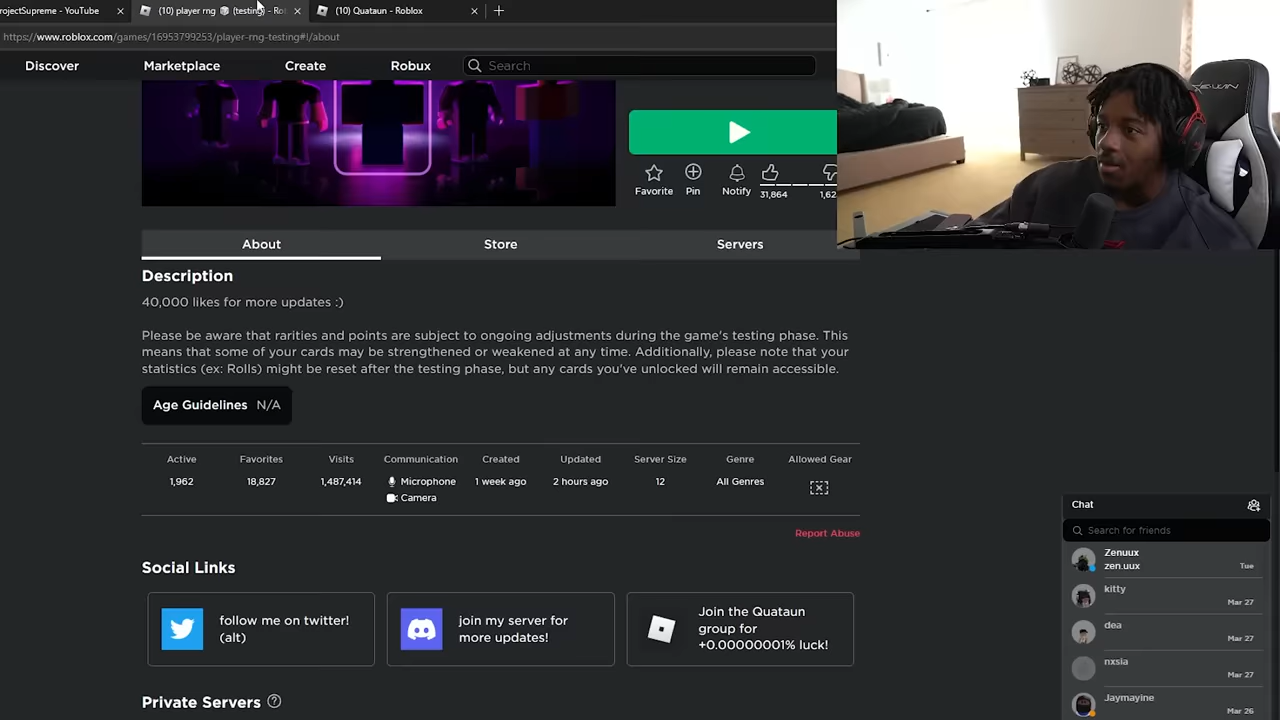 rojectSupreme - YouTube
(10) player rng (testing) - Ro
(10) Quataun - Roblox
https://www.roblox.com/games/16953799253/player-rng-testing#!/about
Discover
Marketplace
Create
Robux
Search
Favorite
Pin
Notify
31,864
1,62
About
Store
Servers
Description
40,000 likes for more updates :)
Please be aware that rarities and points are subject to ongoing adjustments during the game's testing phase. This
means that some of your cards may be strengthened or weakened at any time. Additionally, please note that your
statistics (ex: Rolls) might be reset after the testing phase, but any cards you've unlocked will remain accessible.
Age Guidelines N/A
Active Favorites Visits Communication Created Updated Server Size Genre Allowed Gear
1,962 18,827 1,487,414 Microphone 1 week ago 2 hours ago 12 All Genres
Camera
Report Abuse
Social Links
follow me on twitter!
(alt)
join my server for
more updates!
Join the Quataun
group for
+0.00000001% luck!
Private Servers
Chat
Search for friends
Zenuux
zen.uux Tue
kitty
Mar 27
dea
Mar 27
nxsia
Mar 27
Jaymayine
Mar 26